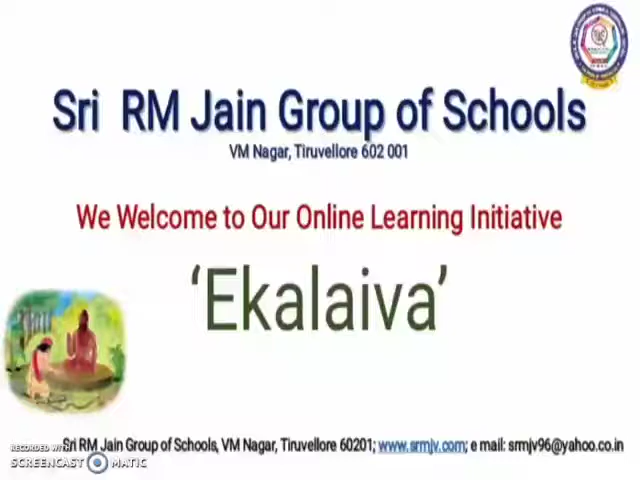 Sri RM Jain Group of Schools
VM Nagar, Tiruvellore 602 001
We Welcome to Our Online Learning Initiative
‘Ekalaiva’
Sri RM Jain Group of Schools, VM Nagar, Tiruvellore 60201; www.srmjv.com; e mail: srmjv96@yahoo.co.in
RECORDED WITH
SCREENCAST MATIC